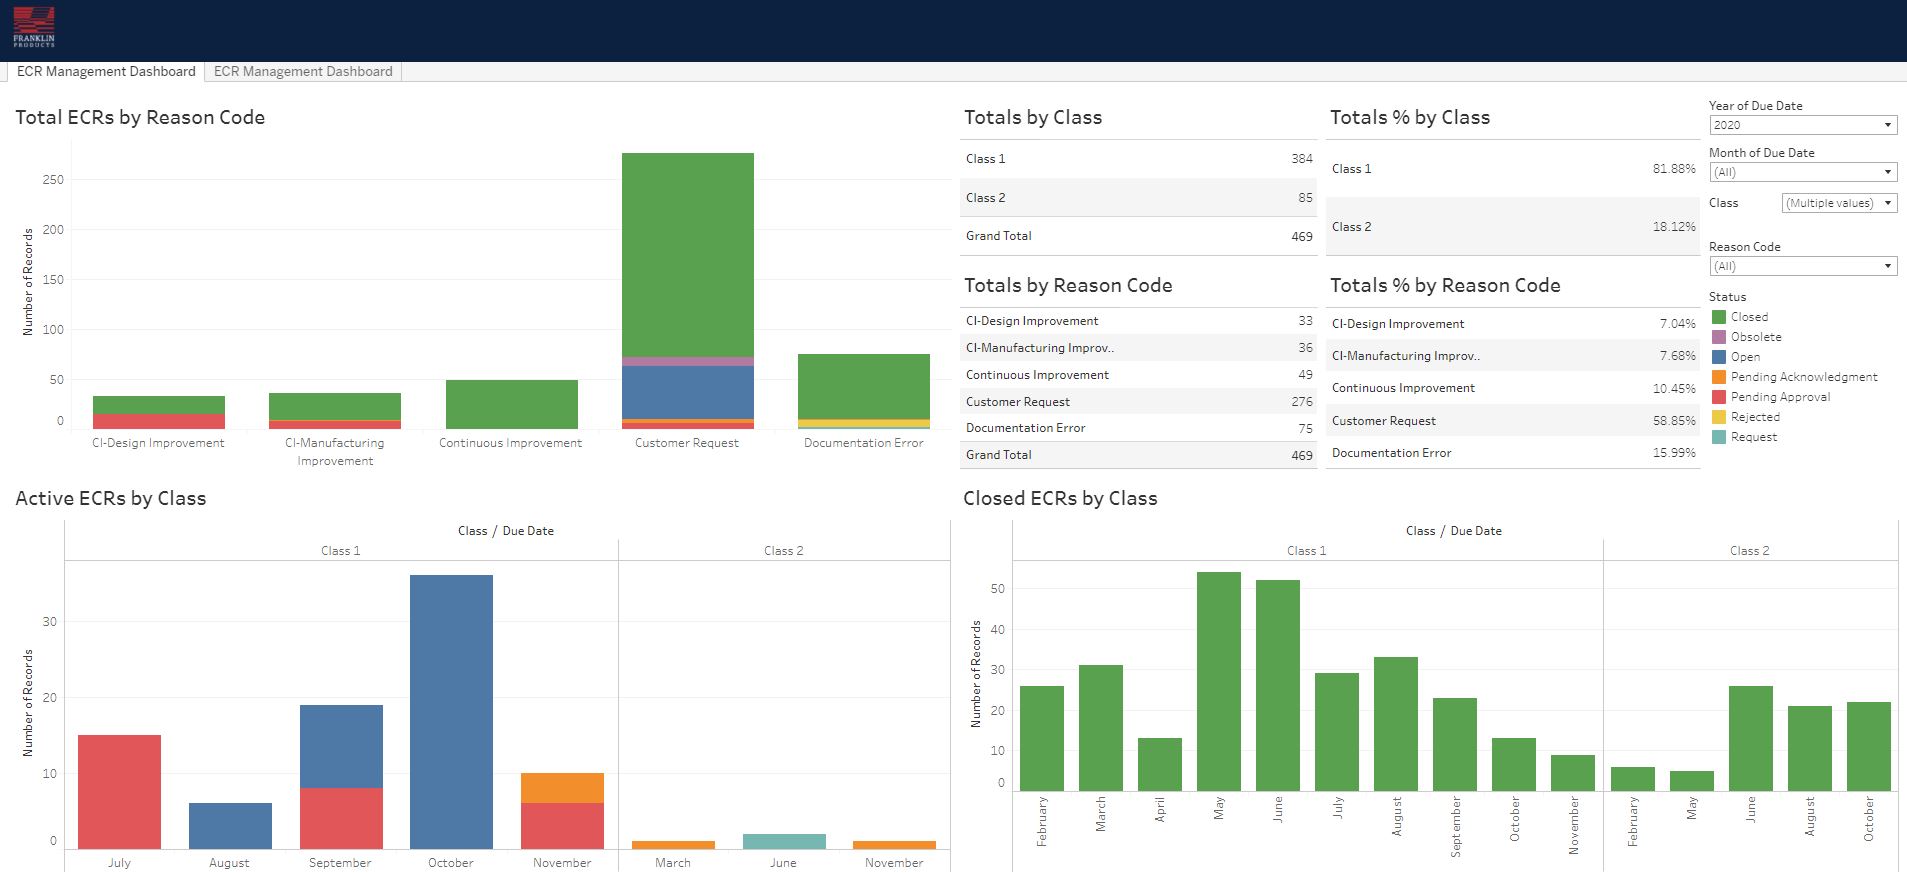 FRANKLIN
PRODUCTS
ECR Management Dashboard
ECR Management Dashboard
Total ECRs by Reason Code
Number of Records
250
200
150
100
50
0
CI-Design Improvement
CI-Manufacturing
Improvement
Continuous Improvement
Customer Request
Documentation Error
Totals by Class
Class 1 384
Class 2 85
Grand Total 469
Totals % by Class
Class 1 81.88%
Class 2 18.12%
Totals by Reason Code
CI-Design Improvement 33
CI-Manufacturing Improv.. 36
Continuous Improvement 49
Customer Request 276
Documentation Error 75
Grand Total 469
Totals % by Reason Code
CI-Design Improvement 7.04%
CI-Manufacturing Improv.. 7.68%
Continuous Improvement 10.45%
Customer Request 58.85%
Documentation Error 15.99%
Year of Due Date
2020
Month of Due Date
(All)
Class (Multiple values)
Reason Code
(All)
Status
Closed
Obsolete
Open
Pending Acknowledgment
Pending Approval
Rejected
Request
Active ECRs by Class
Class / Due Date
Class 1 Class 2
Number of Records
30
20
10
0
July August September October November March June November
Closed ECRs by Class
Class / Due Date
Class 1 Class 2
Number of Records
50
40
30
20
10
0
February March April May June July August September October November February May June August October